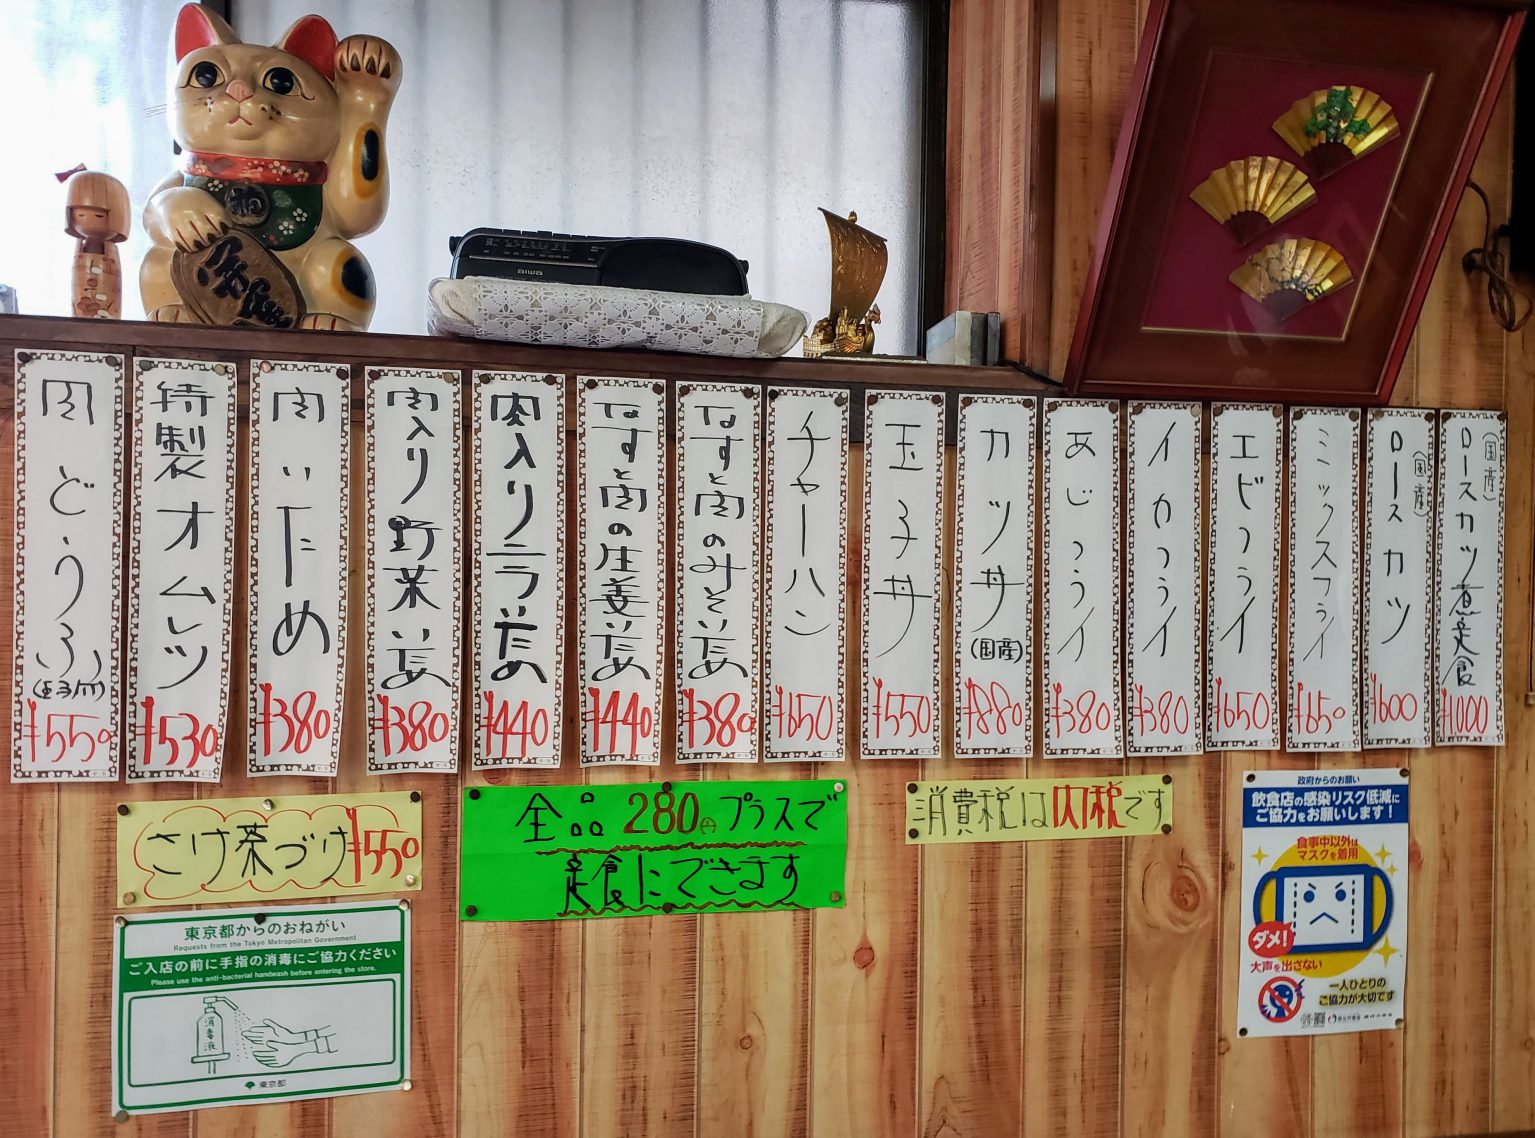 aiwa
(国産)
ロースカツ煮定食
¥1000
(国産)
ロースカツ
¥600
ミックスフライ
¥650
エビフライ
¥650
イカフライ
¥380
あじフライ
¥380
カツ丼
(国産)
¥880
玉子丼
¥550
チャーハン
¥650
なすと肉のみそいため
¥380
なすと肉の生姜いため
¥440
肉入りニラいため
¥440
肉入り野菜いため
¥380
肉いため
¥380
特製オムレツ
¥530
肉どうふ
¥550
さけ茶づけ¥550
全品280円プラスで
定食にできます
消費税は内税です
東京都からのおねがい
Requests from the Tokyo Metropolitan Government
ご入店の前に手指の消毒にご協力ください
Please use the anti-bacterial handwash before entering the store.
消毒液
東京都
政府からのお願い
飲食店の感染リスク低減に
ご協力をお願いします!
食事中以外は
マスクを着用
ダメ!
大声を出さない
一人ひとりの
ご協力が大切です